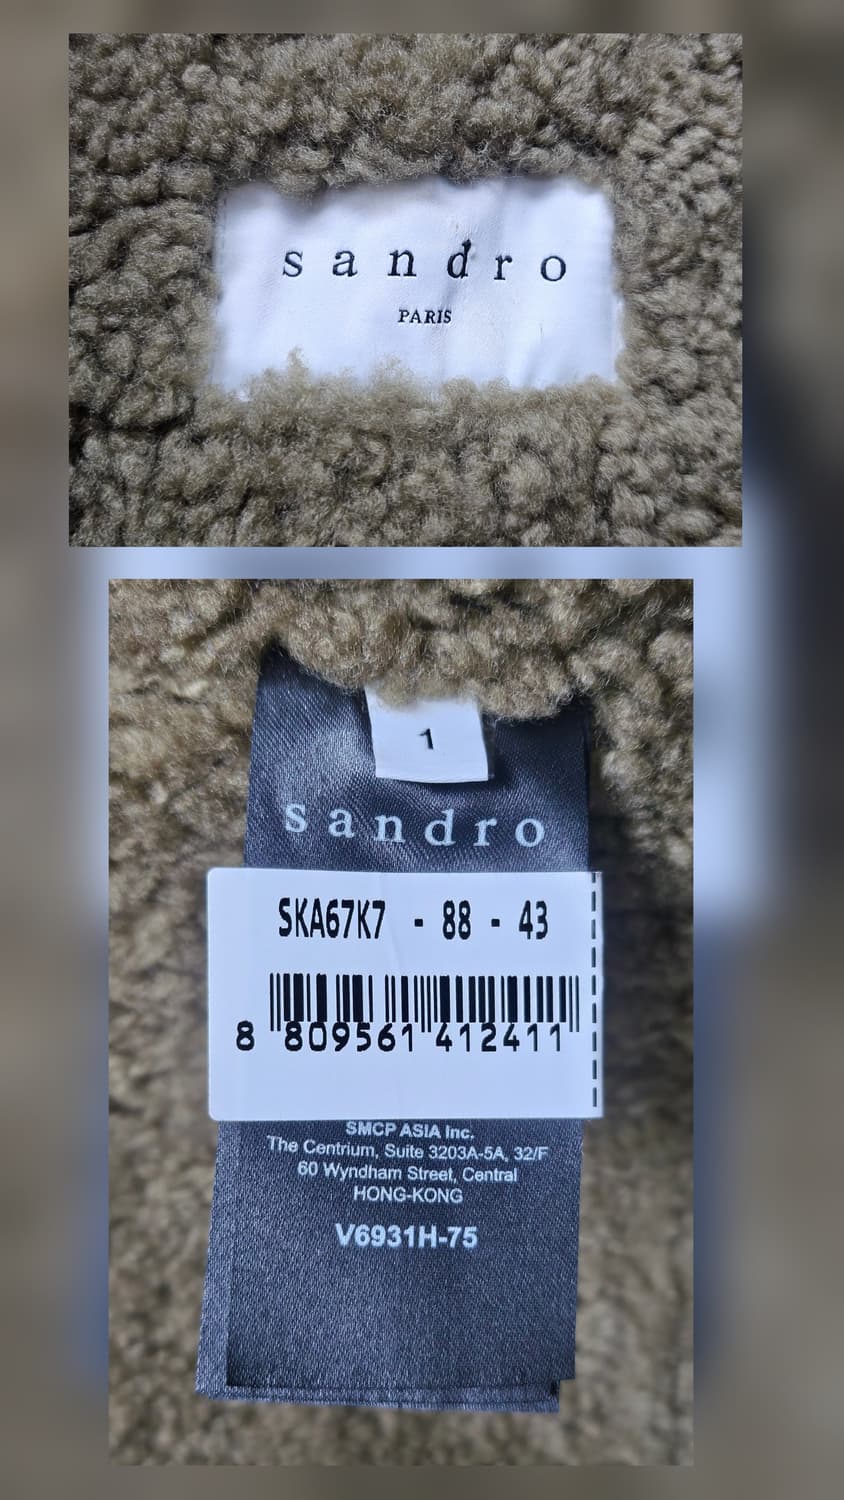 sandro
PARIS
1
sandro
SKA67K7 - 88 - 43
8 809561 412411
SMCP ASIA Inc.
The Centrium, Suite 3203A-5A, 32/F
60 Wyndham Street, Central
HONG-KONG
V6931H-75